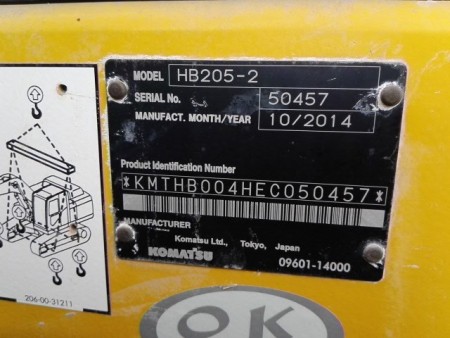 MODEL HB205-2
SERIAL No. 50457
MANUFACT. MONTH/YEAR 10/2014
Product Identification Number
*KMTHB004HEC050457*
MANUFACTURER
Komatsu Ltd., Tokyo, Japan
KOMATSU 09601-14000
206-00-31211
OK